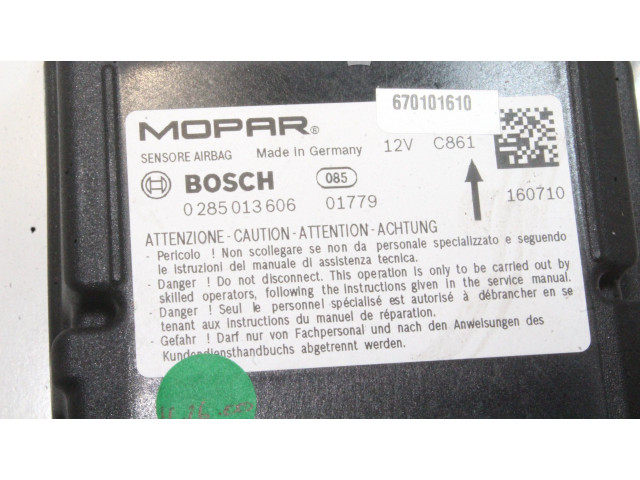 670101610
MOPAR®
SENSORE AIRBAG Made in Germany 12V C861
BOSCH 085
0 285 013 606 01779 160710
ATTENZIONE - CAUTION - ATTENTION - ACHTUNG
- Pericolo ! Non scollegare se non da personale specializzato e seguendo
le istruzioni del manuale di assistenza tecnica.
- Danger ! Do not disconnect. This operation is only to be carried out by
skilled operators, following the instructions given in the service manual.
- Danger ! Seul le personnel spécialisé est autorisé à débrancher en se
tenant aux instructions du manuel de réparation.
- Gefahr ! Darf nur von Fachpersonal und nach den Anweisungen des
Kundendiensthandbuchs abgetrennt werden.